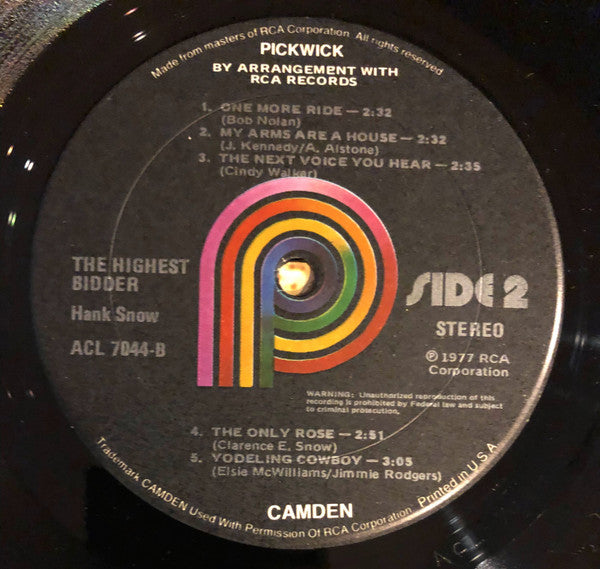 Made from masters of RCA Corporation. All rights reserved
PICKWICK
BY ARRANGEMENT WITH
RCA RECORDS
1. ONE MORE RIDE — 2:32
(Bob Nolan)
2. MY ARMS ARE A HOUSE — 2:32
(J. Kennedy/A. Alstone)
3. THE NEXT VOICE YOU HEAR — 2:35
(Cindy Walker)
THE HIGHEST
BIDDER
Hank Snow
ACL 7044-B
SIDE 2
STEREO
℗ 1977 RCA
Corporation
WARNING: Unauthorized reproduction of this
recording is prohibited by Federal law and subject
to criminal prosecution.
4. THE ONLY ROSE — 2:51
(Clarence E. Snow)
5. YODELING COWBOY — 3:05
(Elsie McWilliams/Jimmie Rodgers)
Trademark CAMDEN Used With Permission Of RCA Corporation. Printed in U.S.A.
CAMDEN